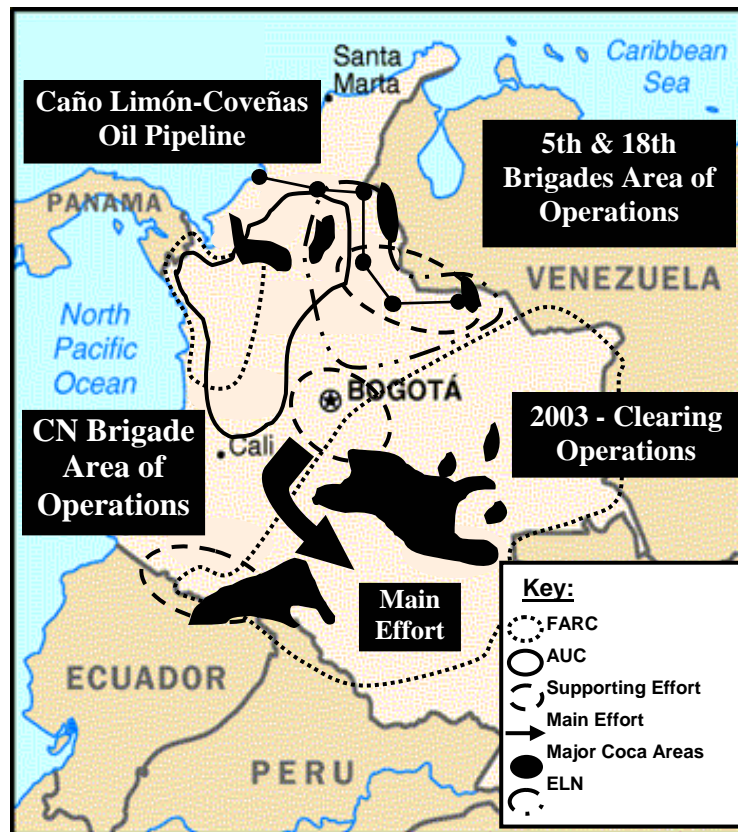 Santa
Marta
Caribbean
Sea
Caño Limón-Coveñas
Oil Pipeline
5th & 18th
Brigades Area of
Operations
PANAMA
VENEZUELA
North
Pacific
Ocean
BOGOTÁ
CN Brigade
Area of
Operations
Cali
2003 - Clearing
Operations
Main
Effort
ECUADOR
PERU
Key:
FARC
AUC
Supporting Effort
Main Effort
Major Coca Areas
ELN